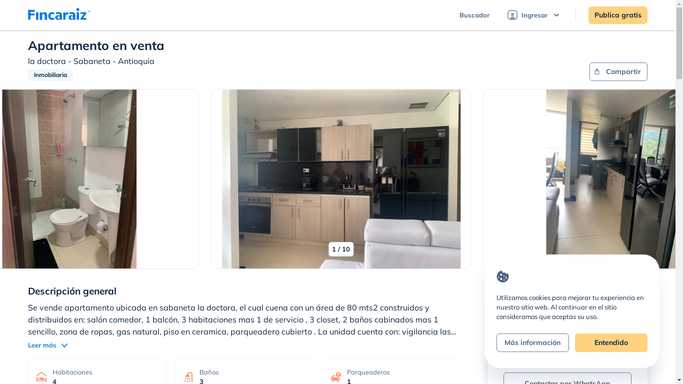 Fincaraiz
Buscador
Ingresar
Publica gratis
Apartamento en venta
la doctora - Sabaneta - Antioquia
Inmobiliaria
Compartir
1 / 10
Descripción general
Se vende apartamento ubicada en sabaneta la doctora, el cual cuena con un área de 80 mts2 construidos y
distribuidos en: salón comedor, 1 balcón, 3 habitaciones mas 1 de servicio , 3 closet, 2 baños cabinados mas 1
sencillo, zona de ropas, gas natural, piso en ceramica, parqueadero cubierto . La unidad cuenta con: vigilancia las...
Leer más
Habitaciones
4
Baños
3
Parqueaderos
1
Utilizamos cookies para mejorar tu experiencia en
nuestro sitio web. Al continuar en el sitio
consideramos que aceptas su uso.
Más información
Entendido
Contactar por WhatsApp